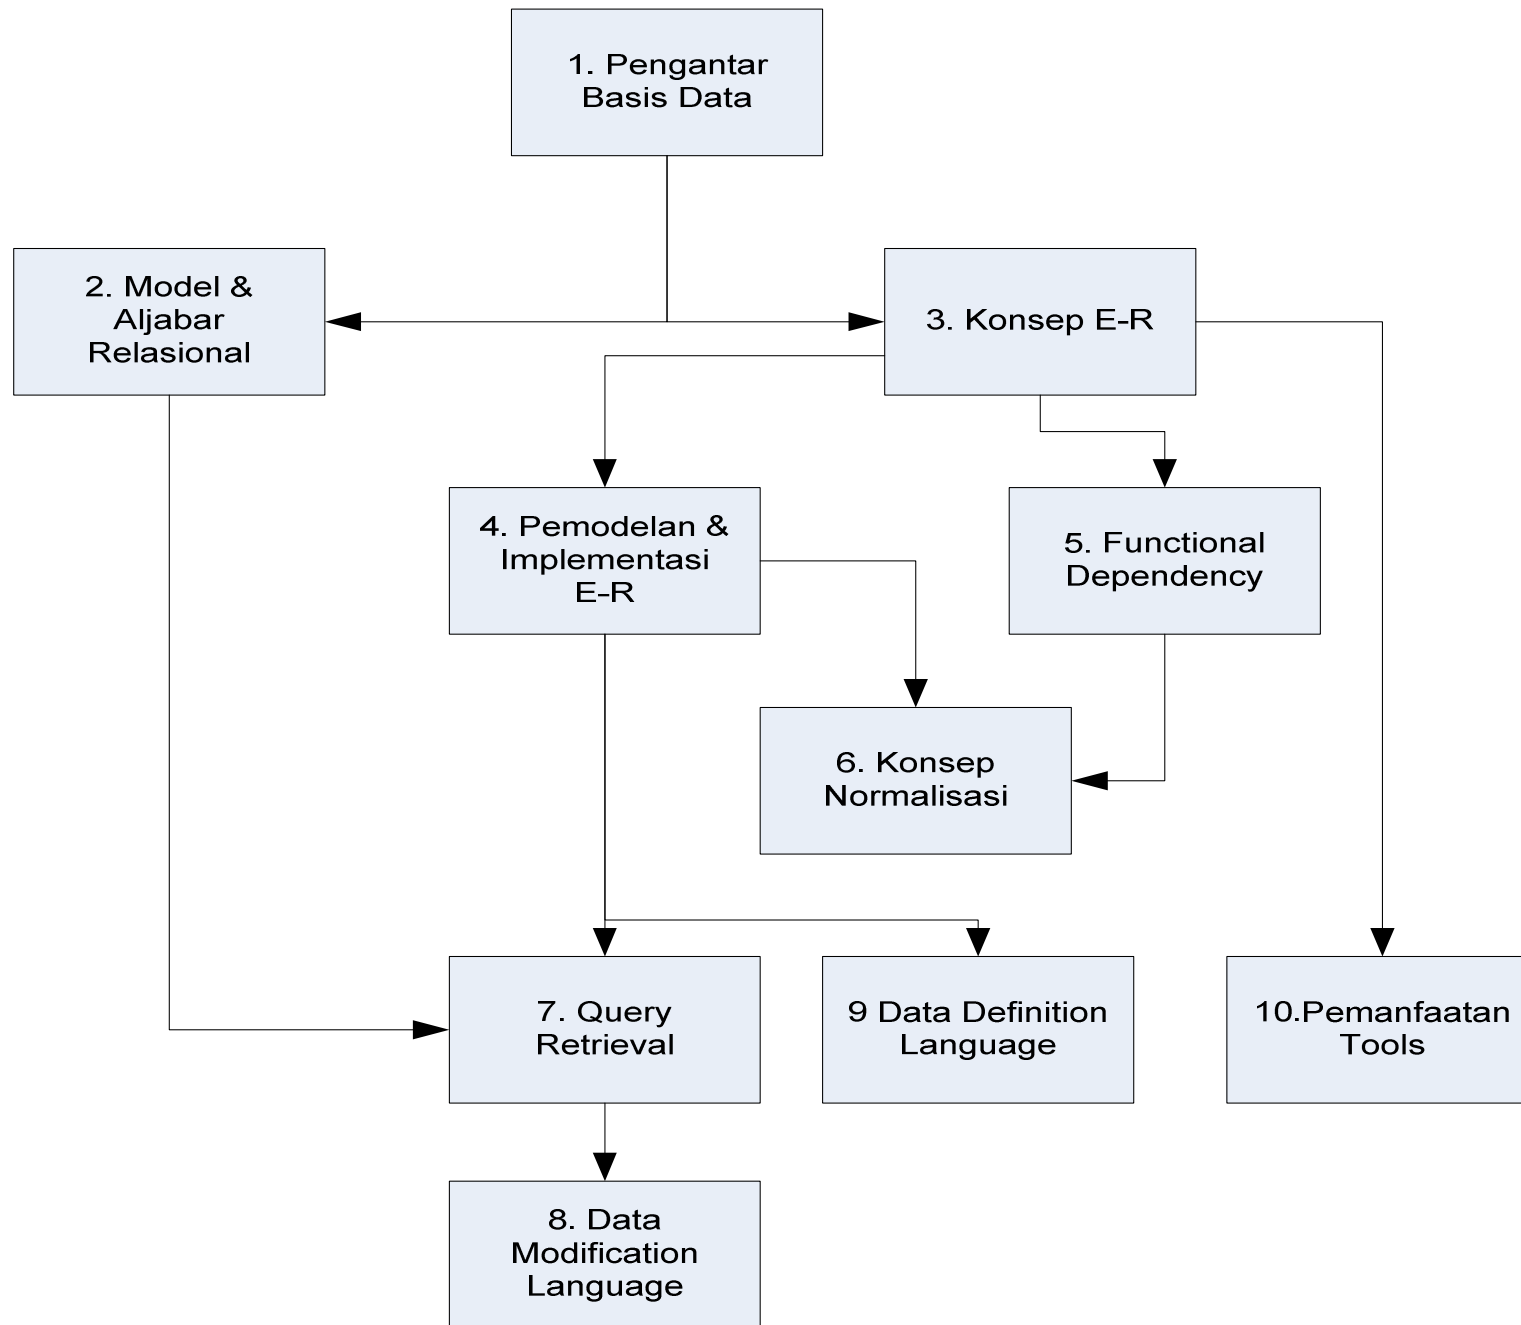 1. Pengantar
Basis Data
2. Model &
Aljabar
Relasional
3. Konsep E-R
4. Pemodelan &
Implementasi
E-R
5. Functional
Dependency
6. Konsep
Normalisasi
7. Query
Retrieval
9 Data Definition
Language
10.Pemanfaatan
Tools
8. Data
Modification
Language